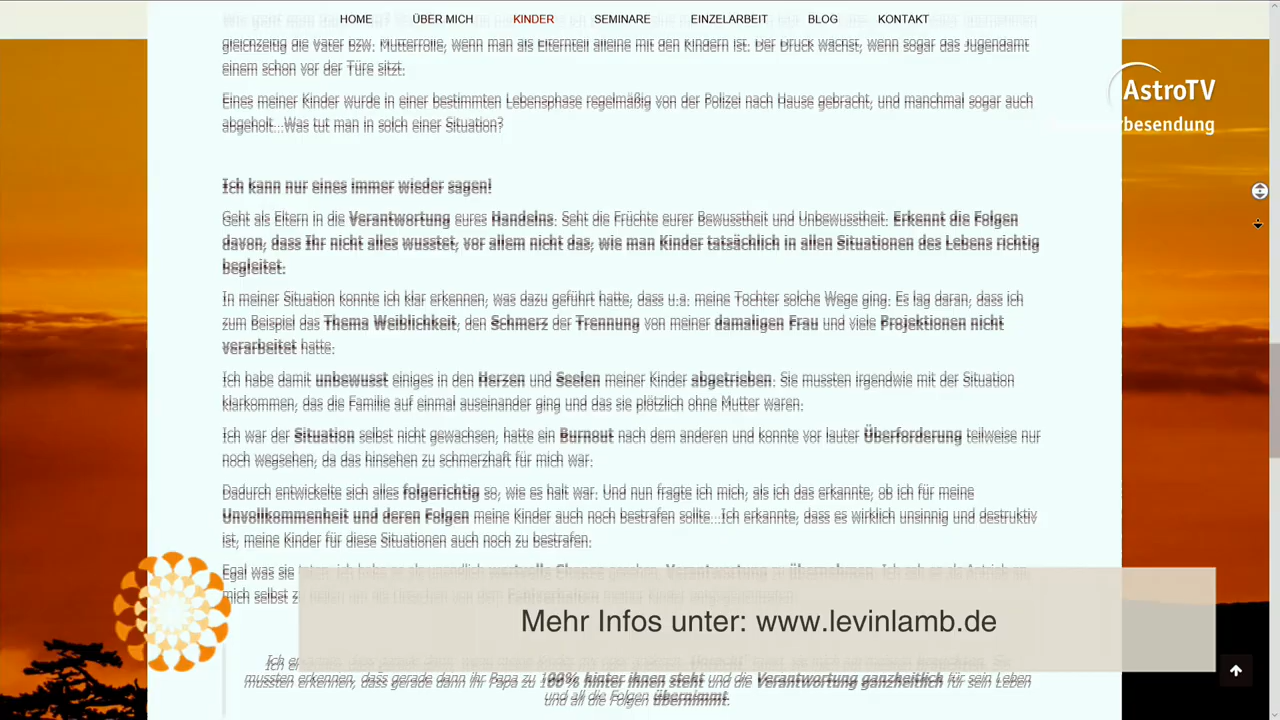 HOME ÜBER MICH KINDER SEMINARE EINZELARBEIT BLOG KONTAKT
gleichzeitig die Vater bzw. Mutterrolle, wenn man als Elternteil alleine mit den Kindern ist. Der Druck wächst, wenn sogar das Jugendamt
einem schon vor der Türe sitzt.
AstroTV
besendung
Eines meiner Kinder wurde in einer bestimmten Lebensphase regelmäßig von der Polizei nach Hause gebracht, und manchmal sogar auch
abgeholt...Was tut man in solch einer Situation?
Ich kann nur eines immer wieder sagen!
Geht als Eltern in die Verantwortung eures Handelns. Seht die Früchte eurer Bewusstheit und Unbewusstheit. Erkennt die Folgen
davon, dass Ihr nicht alles wusstet, vor allem nicht das, wie man Kinder tatsächlich in allen Situationen des Lebens richtig
begleitet.
In meiner Situation konnte ich klar erkennen, was dazu geführt hatte, dass u.a. meine Tochter solche Wege ging. Es lag daran, dass ich
zum Beispiel das Thema Weiblichkeit, den Schmerz der Trennung von meiner damaligen Frau und viele Projektionen nicht
verarbeitet hatte.
Ich habe damit unbewusst einiges in den Herzen und Seelen meiner Kinder abgetrieben. Sie mussten irgendwie mit der Situation
klarkommen, das die Familie auf einmal auseinander ging und das sie plötzlich ohne Mutter waren.
Ich war der Situation selbst nicht gewachsen, hatte ein Burnout nach dem anderen und konnte vor lauter Überforderung teilweise nur
noch wegsehen, da das hinsehen zu schmerzhaft für mich war.
Dadurch entwickelte sich alles folgerichtig so, wie es halt war. Und nun fragte ich mich, als ich das erkannte, ob ich für meine
Unvollkommenheit und deren Folgen meine Kinder auch noch bestrafen sollte...Ich erkannte, dass es wirklich unsinnig und destruktiv
ist, meine Kinder für diese Situationen auch noch zu bestrafen.
Egal was sie
mich selbst
Mehr Infos unter: www.levinlamb.de
mussten erkennen, dass gerade dann ihr Papa zu 100% hinter ihnen steht und die Verantwortung ganzheitlich für sein Leben
und all die Folgen übernimmt.